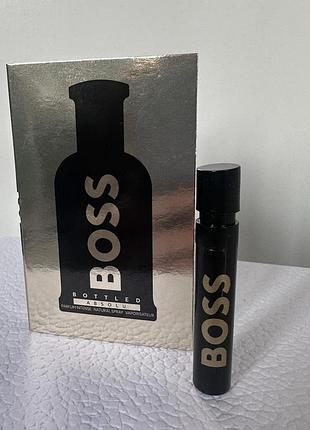 BOSS
BOTTLED
ABSOLU
PARFUM INTENSE NATURAL SPRAY VAPORISATEUR
BOSS